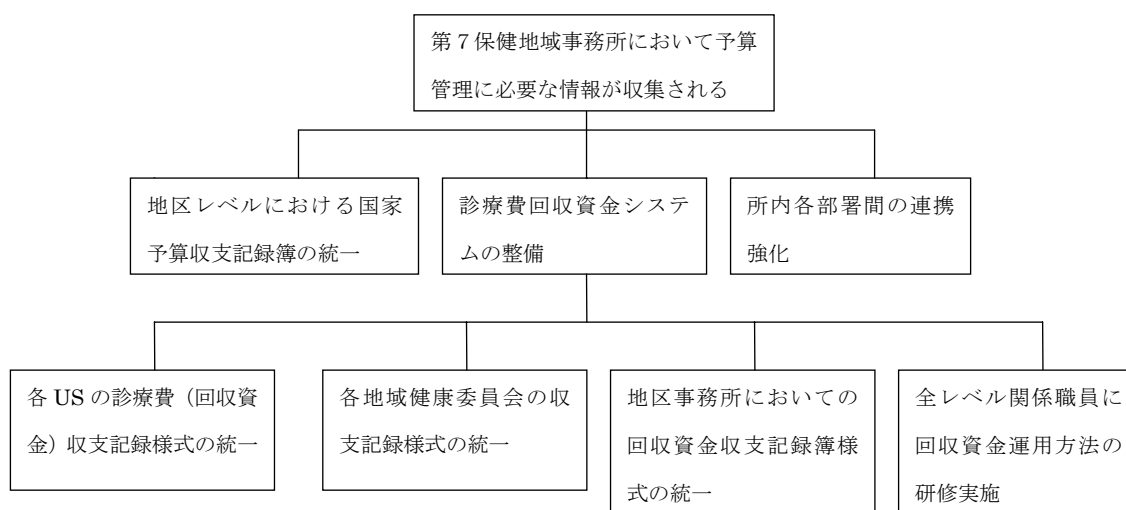 第７保健地域事務所において予算
管理に必要な情報が収集される
地区レベルにおける国家
予算収支記録簿の統一
診療費回収資金システ
ムの整備
所内各部署間の連携
強化
各 US の診療費（回収資
金）収支記録様式の統一
各地域健康委員会の収
支記録様式の統一
地区事務所においての
回収資金収支記録簿様
式の統一
全レベル関係職員に
回収資金運用方法の
研修実施